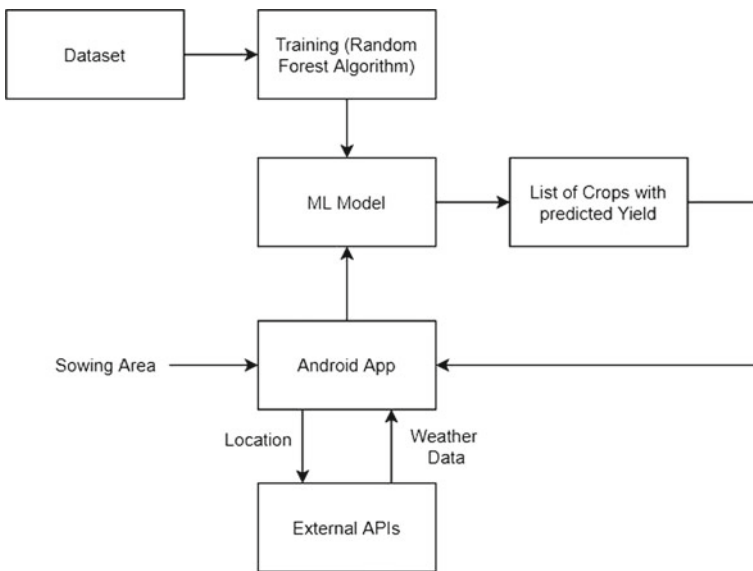 Dataset
Training (Random
Forest Algorithm)
ML Model
List of Crops with
predicted Yield
Sowing Area
Android App
Location
Weather
Data
External APIs